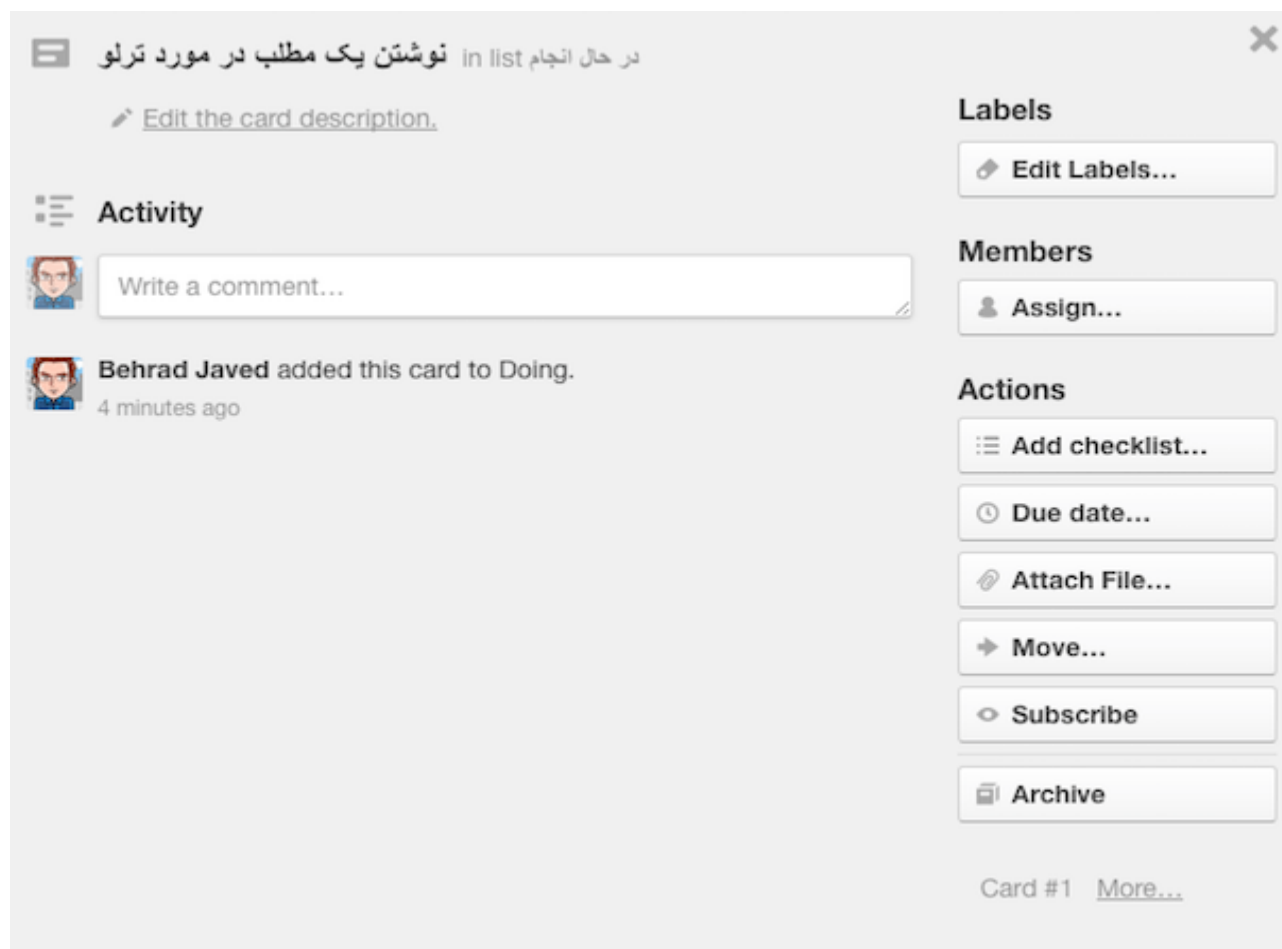 نوشتن یک مطلب در مورد ترلو in list در حال انجام
Edit the card description.
Activity
Write a comment…
Behrad Javed added this card to Doing.
4 minutes ago
Labels
Edit Labels…
Members
Assign…
Actions
Add checklist…
Due date…
Attach File…
Move…
Subscribe
Archive
Card #1 More…